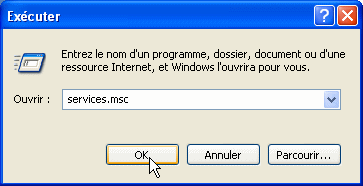 Exécuter
Entrez le nom d'un programme, dossier, document ou d'une
ressource Internet, et Windows l'ouvrira pour vous.
Ouvrir : services.msc
OK Annuler Parcourir...